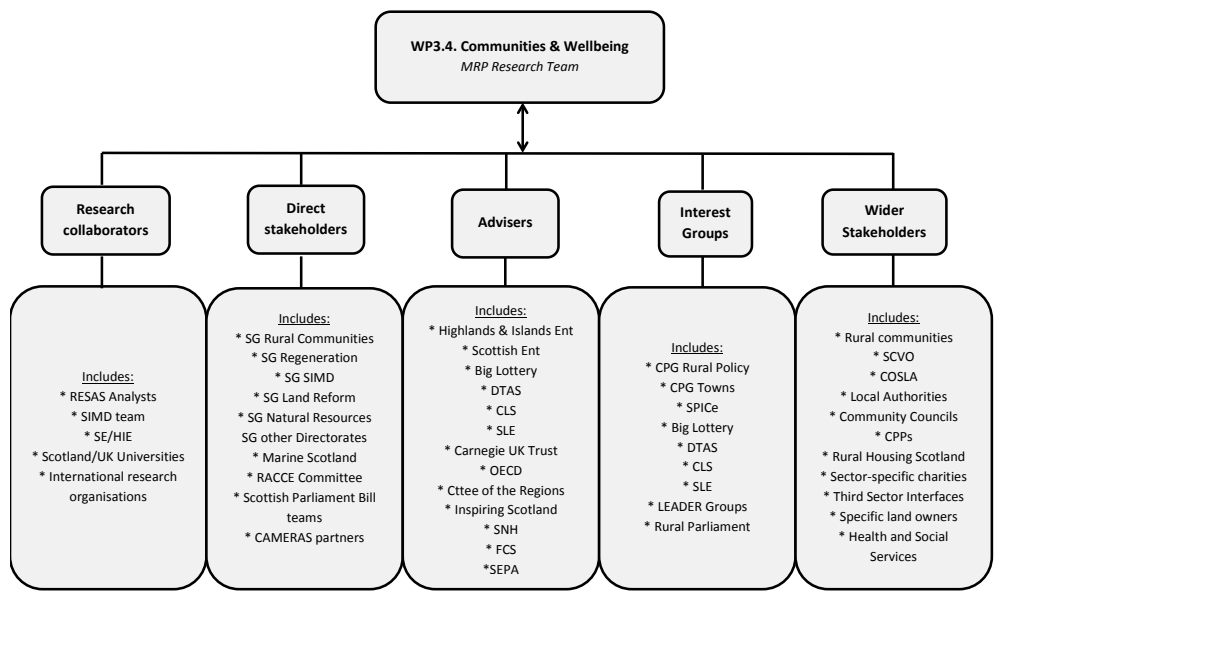 WP3.4. Communities & Wellbeing
MRP Research Team
Research
collaborators
Direct
stakeholders
Advisers
Interest
Groups
Wider
Stakeholders
Includes:
* RESAS Analysts
* SIMD team
* SE/HIE
* Scotland/UK Universities
* International research
organisations
Includes:
* SG Rural Communities
* SG Regeneration
* SG SIMD
* SG Land Reform
* SG Natural Resources
SG other Directorates
* Marine Scotland
* RACCE Committee
* Scottish Parliament Bill
teams
* CAMERAS partners
Includes:
* Highlands & Islands Ent
* Scottish Ent
* Big Lottery
* DTAS
* CLS
* SLE
* Carnegie UK Trust
* OECD
* Cttee of the Regions
* Inspiring Scotland
* SNH
* FCS
*SEPA
Includes:
* CPG Rural Policy
* CPG Towns
* SPICe
* Big Lottery
* DTAS
* CLS
* SLE
* LEADER Groups
* Rural Parliament
Includes:
* Rural communities
* SCVO
* COSLA
* Local Authorities
* Community Councils
* CPPs
* Rural Housing Scotland
* Sector-specific charities
* Third Sector Interfaces
* Specific land owners
* Health and Social
Services